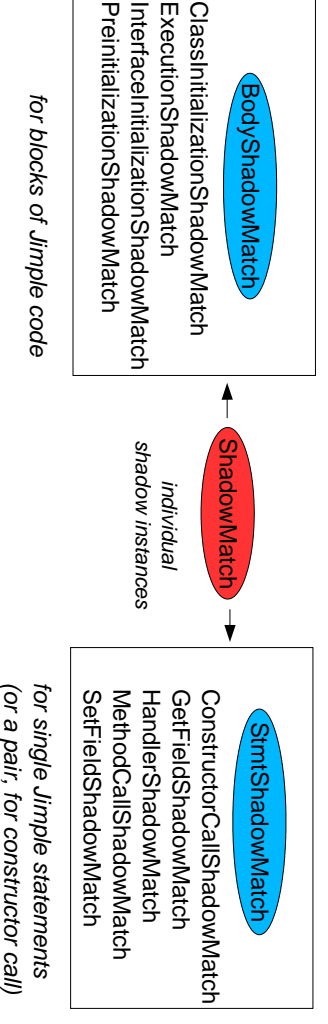 BodyShadowMatch
ClassInitializationShadowMatch
ExecutionShadowMatch
InterfaceInitializationShadowMatch
PreinitializationShadowMatch
for blocks of Jimple code
ShadowMatch
individual
shadow instances
StmtShadowMatch
ConstructorCallShadowMatch
GetFieldShadowMatch
HandlerShadowMatch
MethodCallShadowMatch
SetFieldShadowMatch
for single Jimple statements
(or a pair, for constructor call)